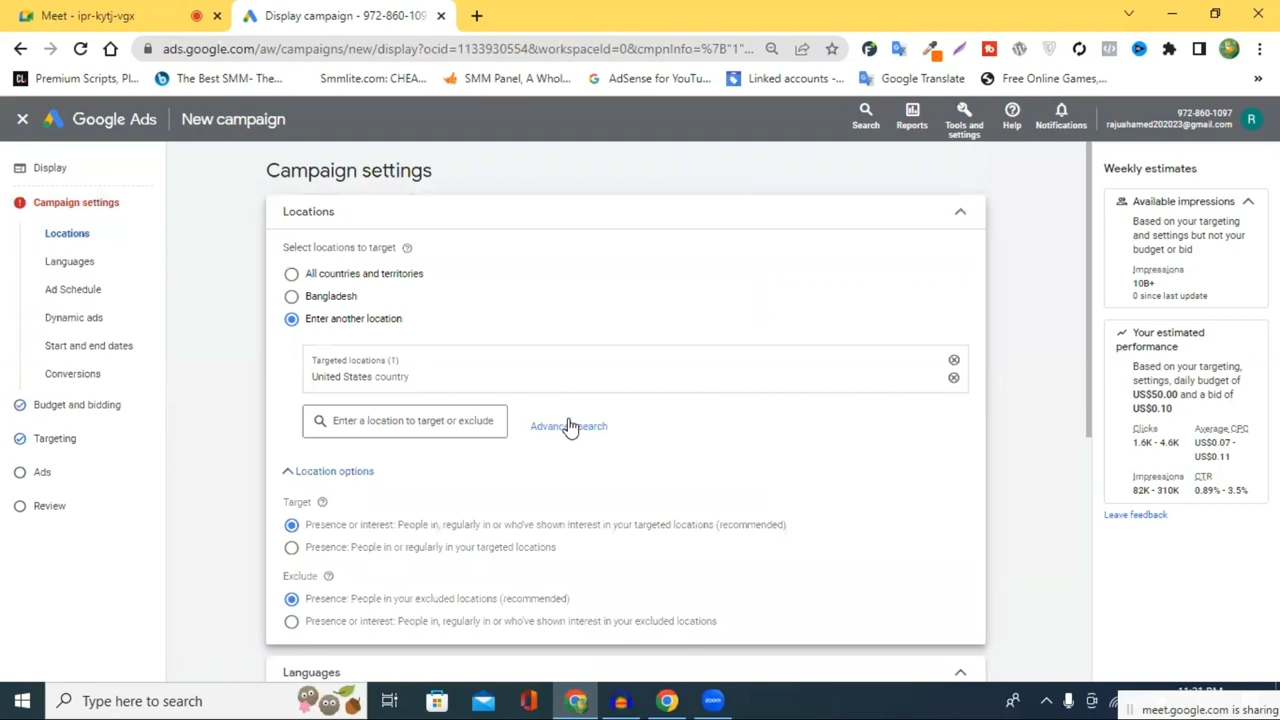 Meet - ipr-kytj-vgx
Display campaign - 972-860-109
ads.google.com/aw/campaigns/new/display?ocid=1133930554&workspaceId=0&cmpnInfo=%7B"1"...
Premium Scripts, Pl...
The Best SMM- The...
Smmlite.com: CHEA...
SMM Panel, A Whol...
AdSense for YouTu...
Linked accounts -...
Google Translate
Free Online Games,...
Google Ads
New campaign
Search
Reports
Tools and settings
Help
Notifications
972-860-1097
rajuahamed202023@gmail.com
R
Display
Campaign settings
Locations
Languages
Ad Schedule
Dynamic ads
Start and end dates
Conversions
Budget and bidding
Targeting
Ads
Review
Campaign settings
Locations
Select locations to target
All countries and territories
Bangladesh
Enter another location
Targeted locations (1)
United States country
Enter a location to target or exclude
Location options
Target
Presence or interest: People in, regularly in or who've shown interest in your targeted locations (recommended)
Presence: People in or regularly in your targeted locations
Exclude
Presence: People in your excluded locations (recommended)
Presence or interest: People in, regularly in or who've shown interest in your excluded locations
Languages
Weekly estimates
Available impressions
Based on your targeting
and settings but not your
budget or bid
Impressions
10B+
0 since last update
Your estimated
performance
Based on your targeting,
settings, daily budget of
US$50.00 and a bid of
US$0.10
Clicks
1.6K - 4.6K
Average CPC
US$0.07 -
US$0.11
Impressions
82K - 310K
CTR
0.89% - 3.5%
Leave feedback
Type here to search
meet.google.com is sharing